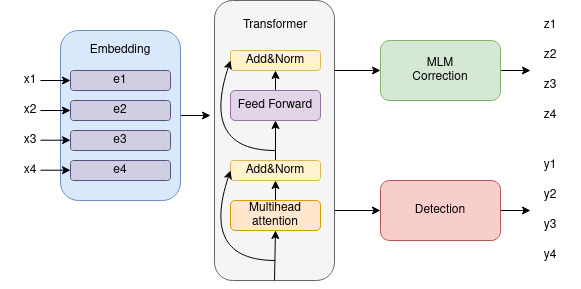 Embedding
x1
e1
x2
e2
x3
e3
x4
e4
Transformer
Add&Norm
Feed Forward
Add&Norm
Multihead
attention
MLM
Correction
Detection
z1
z2
z3
z4
y1
y2
y3
y4